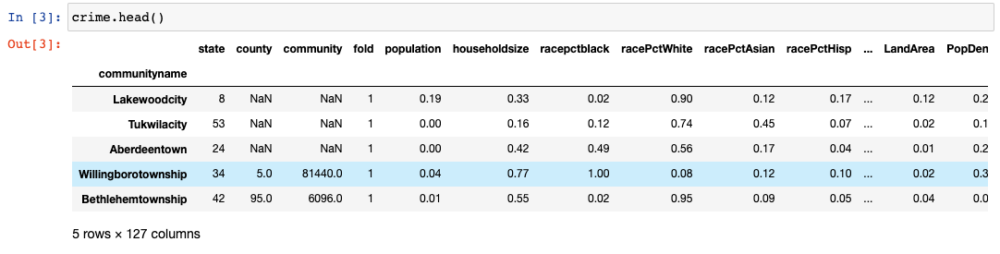 In [3]: crime.head()
Out[3]:
state county community fold population householdsize racepctblack racePctWhite racePctAsian racePctHisp ... LandArea PopDen
communityname
Lakewoodcity 8 NaN NaN 1 0.19 0.33 0.02 0.90 0.12 0.17 ... 0.12 0.2
Tukwilacity 53 NaN NaN 1 0.00 0.16 0.12 0.74 0.45 0.07 ... 0.02 0.1
Aberdeentown 24 NaN NaN 1 0.00 0.42 0.49 0.56 0.17 0.04 ... 0.01 0.2
Willingborotownship 34 5.0 81440.0 1 0.04 0.77 1.00 0.08 0.12 0.10 ... 0.02 0.3
Bethlehemtownship 42 95.0 6096.0 1 0.01 0.55 0.02 0.95 0.09 0.05 ... 0.04 0.0
5 rows × 127 columns